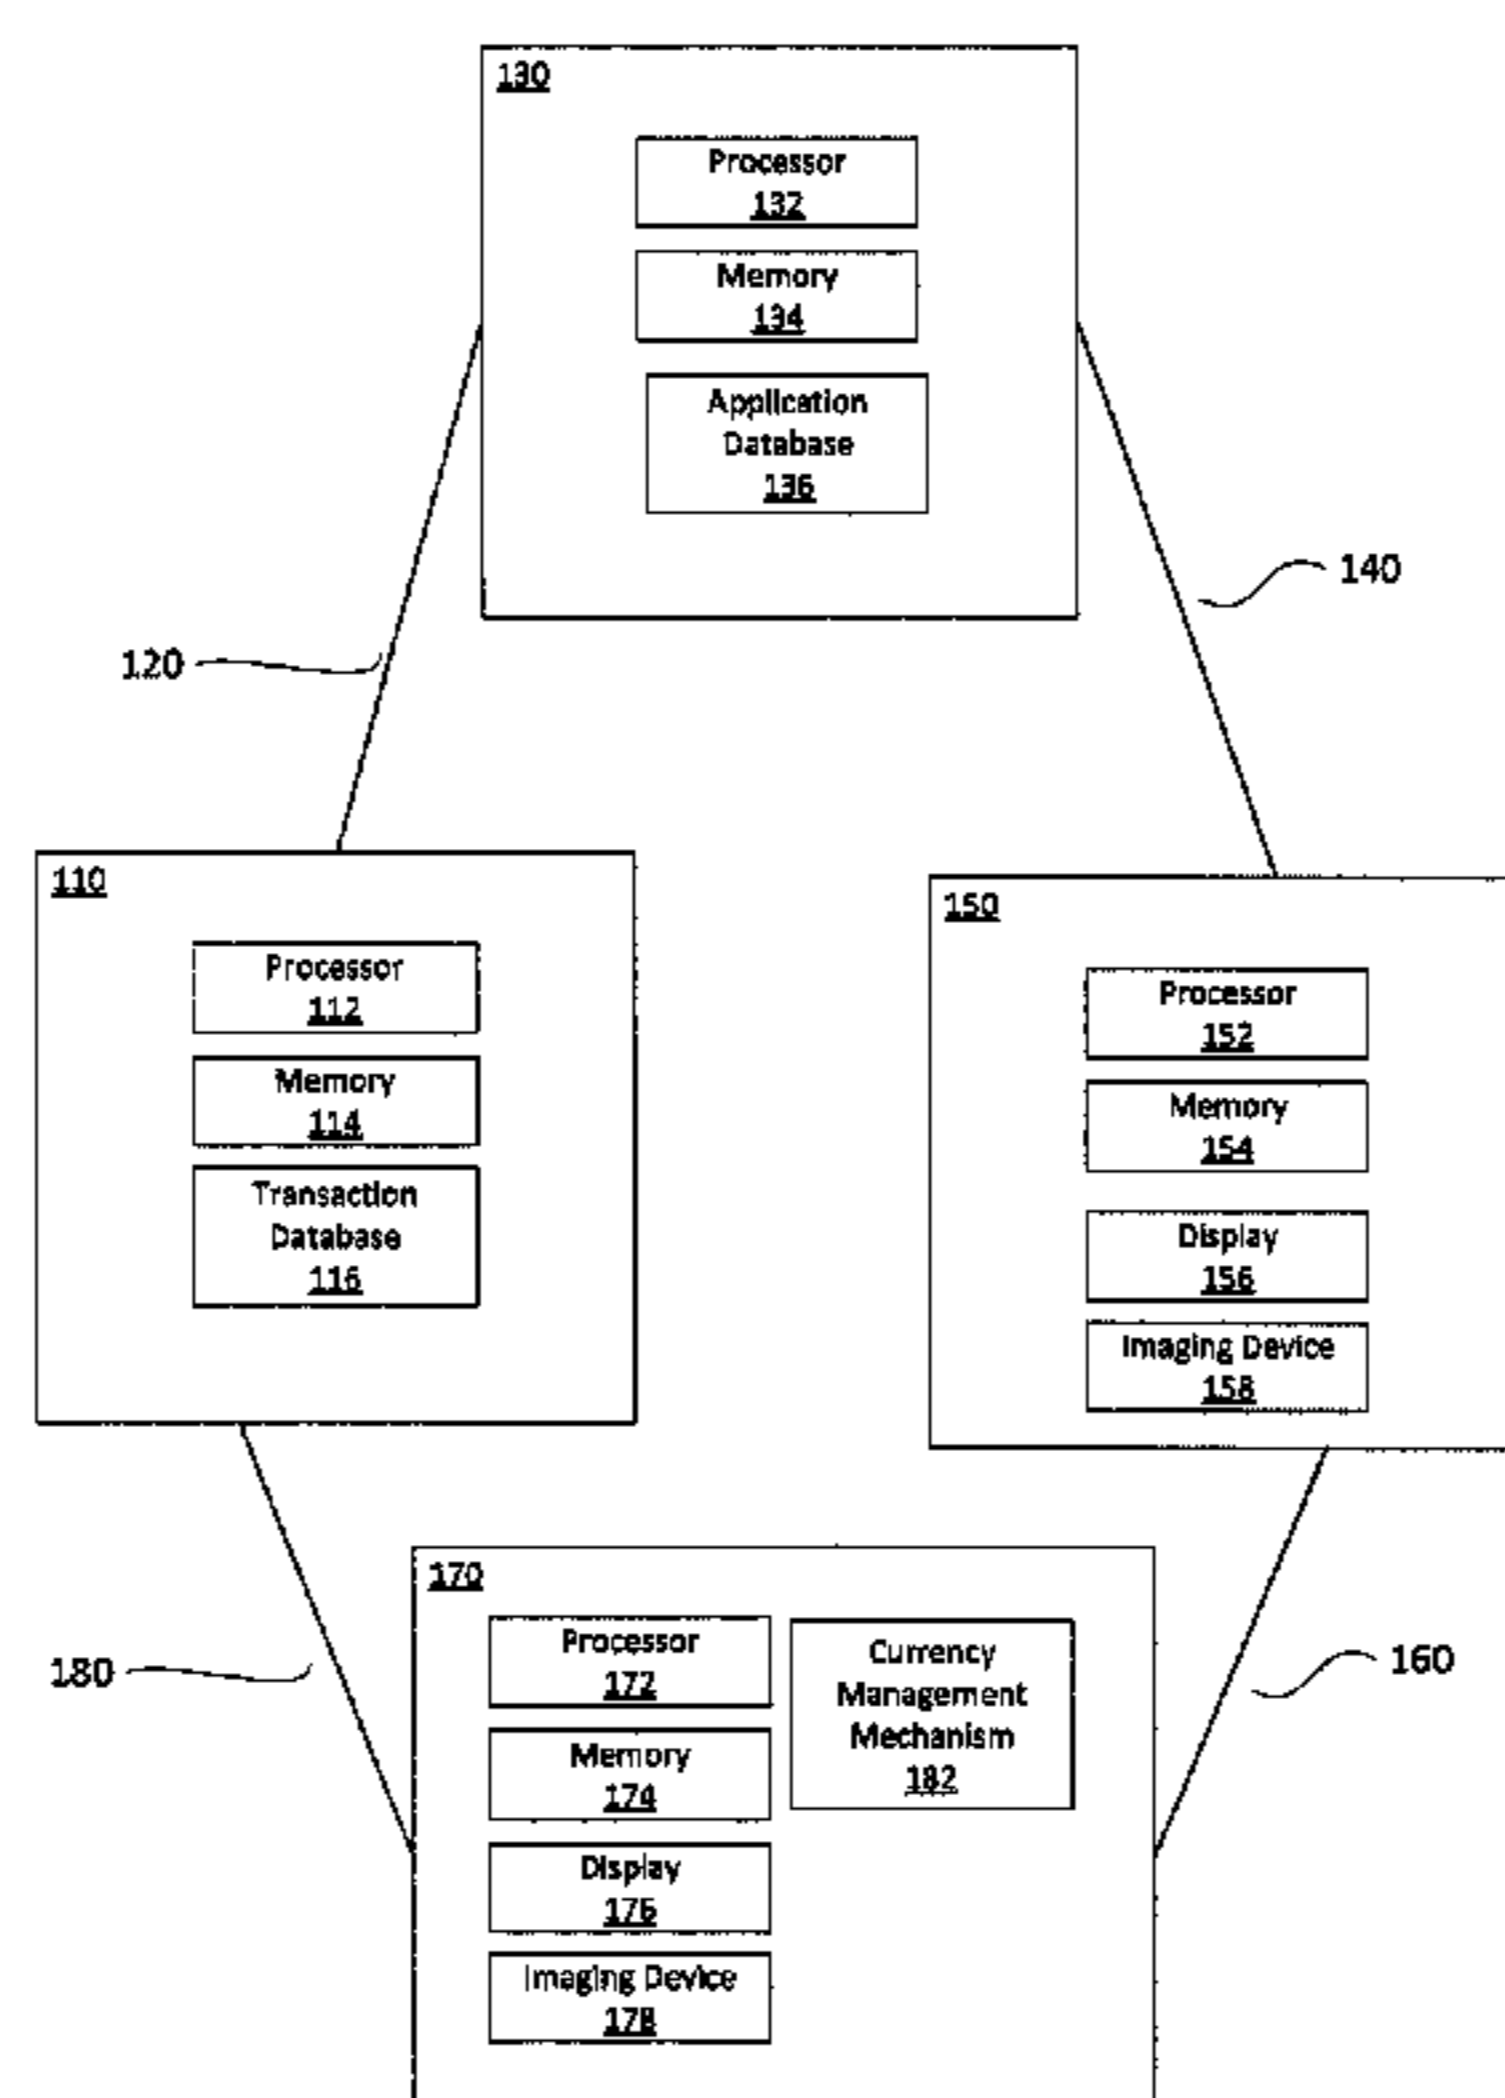 130
Processor
132
Memory
134
Application
Database
136
140
120
110
Processor
112
Memory
114
Transaction
Database
116
150
Processor
152
Memory
154
Display
156
Imaging Device
158
170
Processor
172
Memory
174
Display
176
Imaging Device
178
Currency
Management
Mechanism
182
180
160